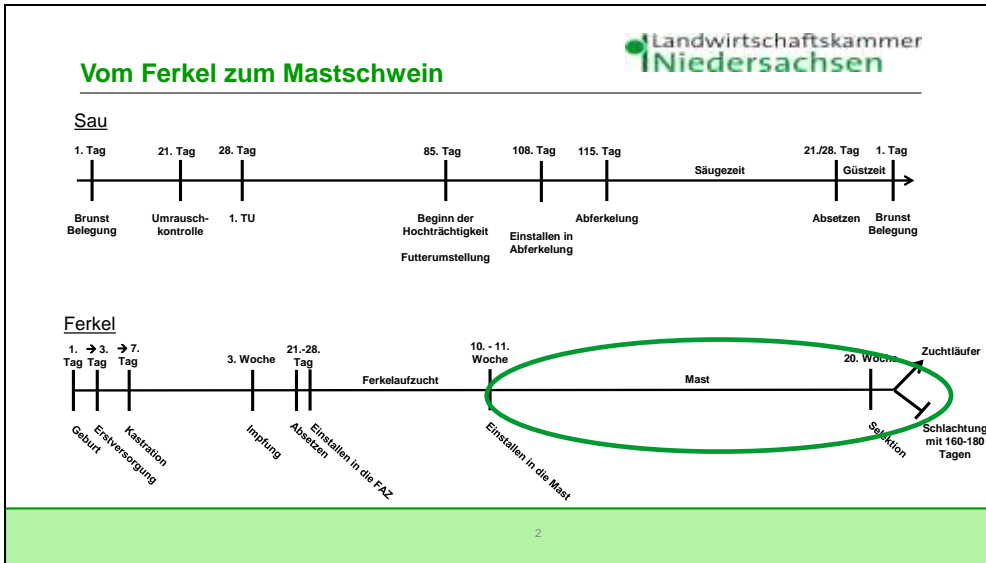 Landwirtschaftskammer
Niedersachsen
Vom Ferkel zum Mastschwein
Sau
1. Tag
21. Tag
28. Tag
85. Tag
108. Tag
115. Tag
21./28. Tag
1. Tag
Säugezeit
Güstzeit
Brunst
Belegung
Umrausch-
kontrolle
1. TU
Beginn der
Hochträchtigkeit
Futterumstellung
Einstallen in
Abferkelung
Abferkelung
Absetzen
Brunst
Belegung
Ferkel
1.
Tag
→ 3.
Tag
→ 7.
Tag
3. Woche
21.-28.
Tag
Ferkelaufzucht
10. - 11.
Woche
Mast
20. Woche
Zuchtläufer
Geburt
Erstversorgung
Kastration
Impfung
Absetzen
Einstallen in die FAZ
Einstallen in die Mast
Selektion
Schlachtung
mit 160-180
Tagen
2